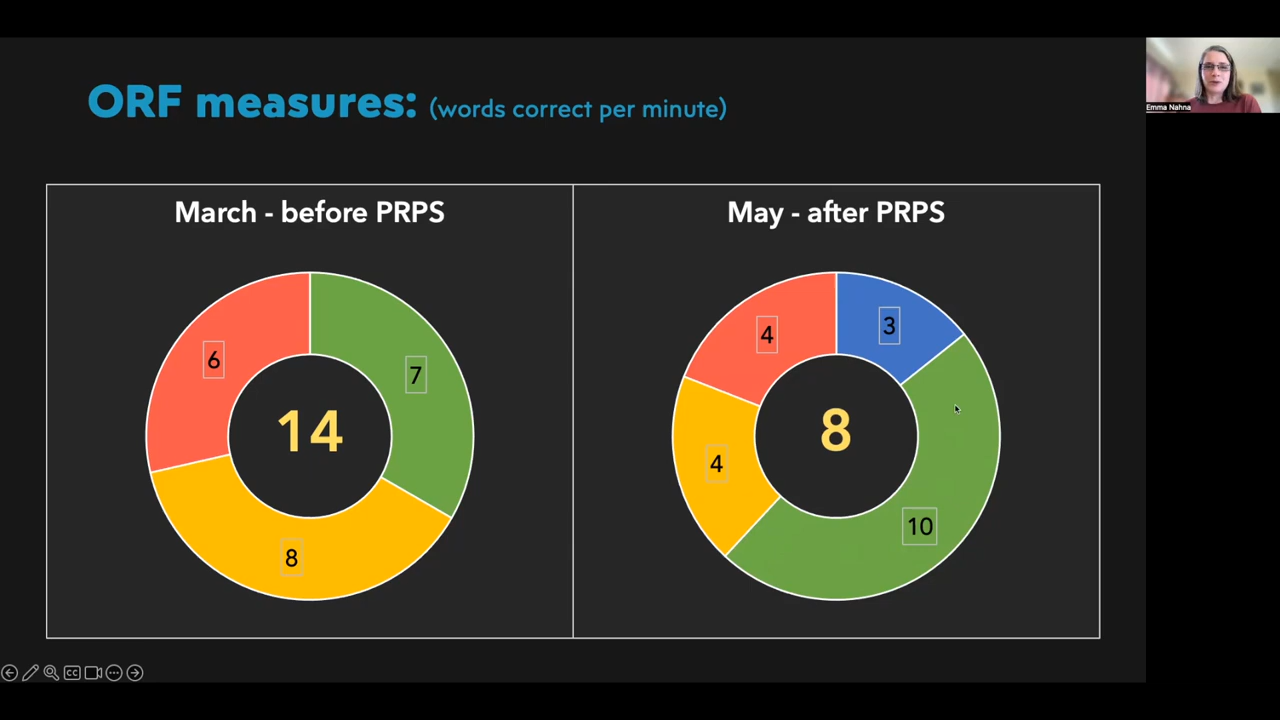 ORF measures: (words correct per minute)
Emma Nahna
March - before PRPS
May - after PRPS
6
7
14
8
4
3
8
4
10
CC